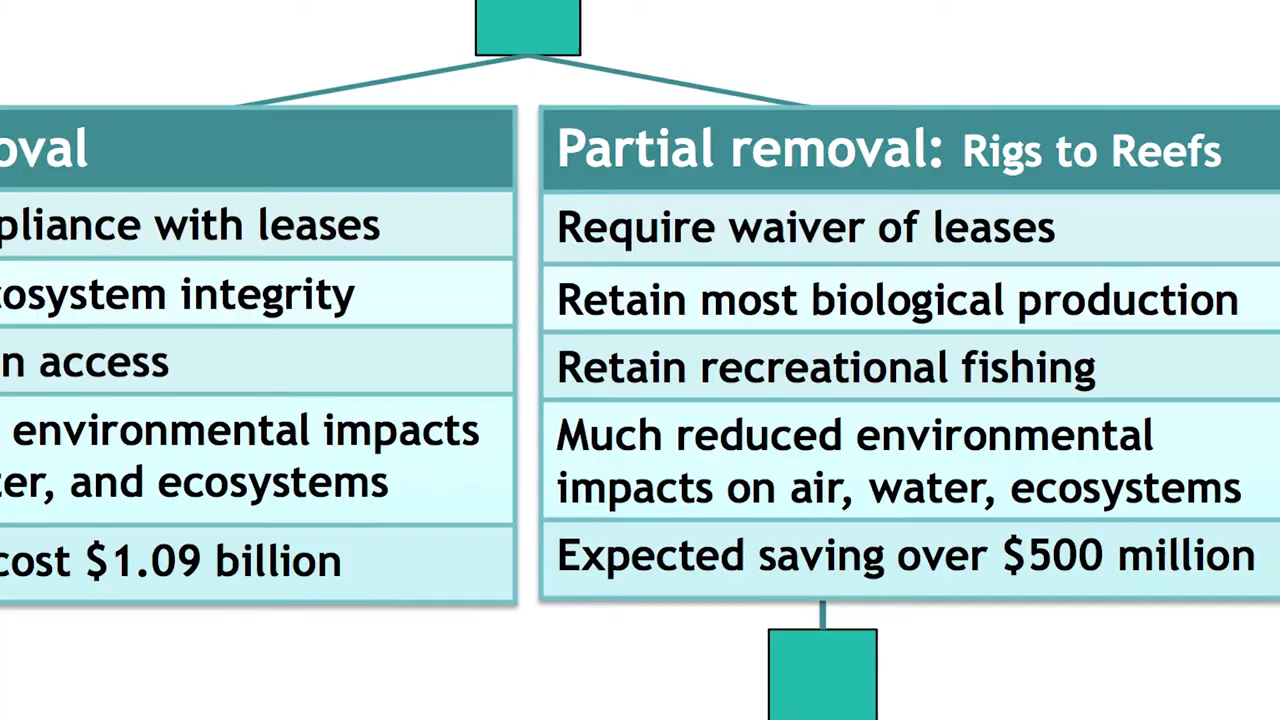 oval
pliance with leases
cosystem integrity
n access
environmental impacts
ter, and ecosystems
cost $1.09 billion
Partial removal: Rigs to Reefs
Require waiver of leases
Retain most biological production
Retain recreational fishing
Much reduced environmental
impacts on air, water, ecosystems
Expected saving over $500 million